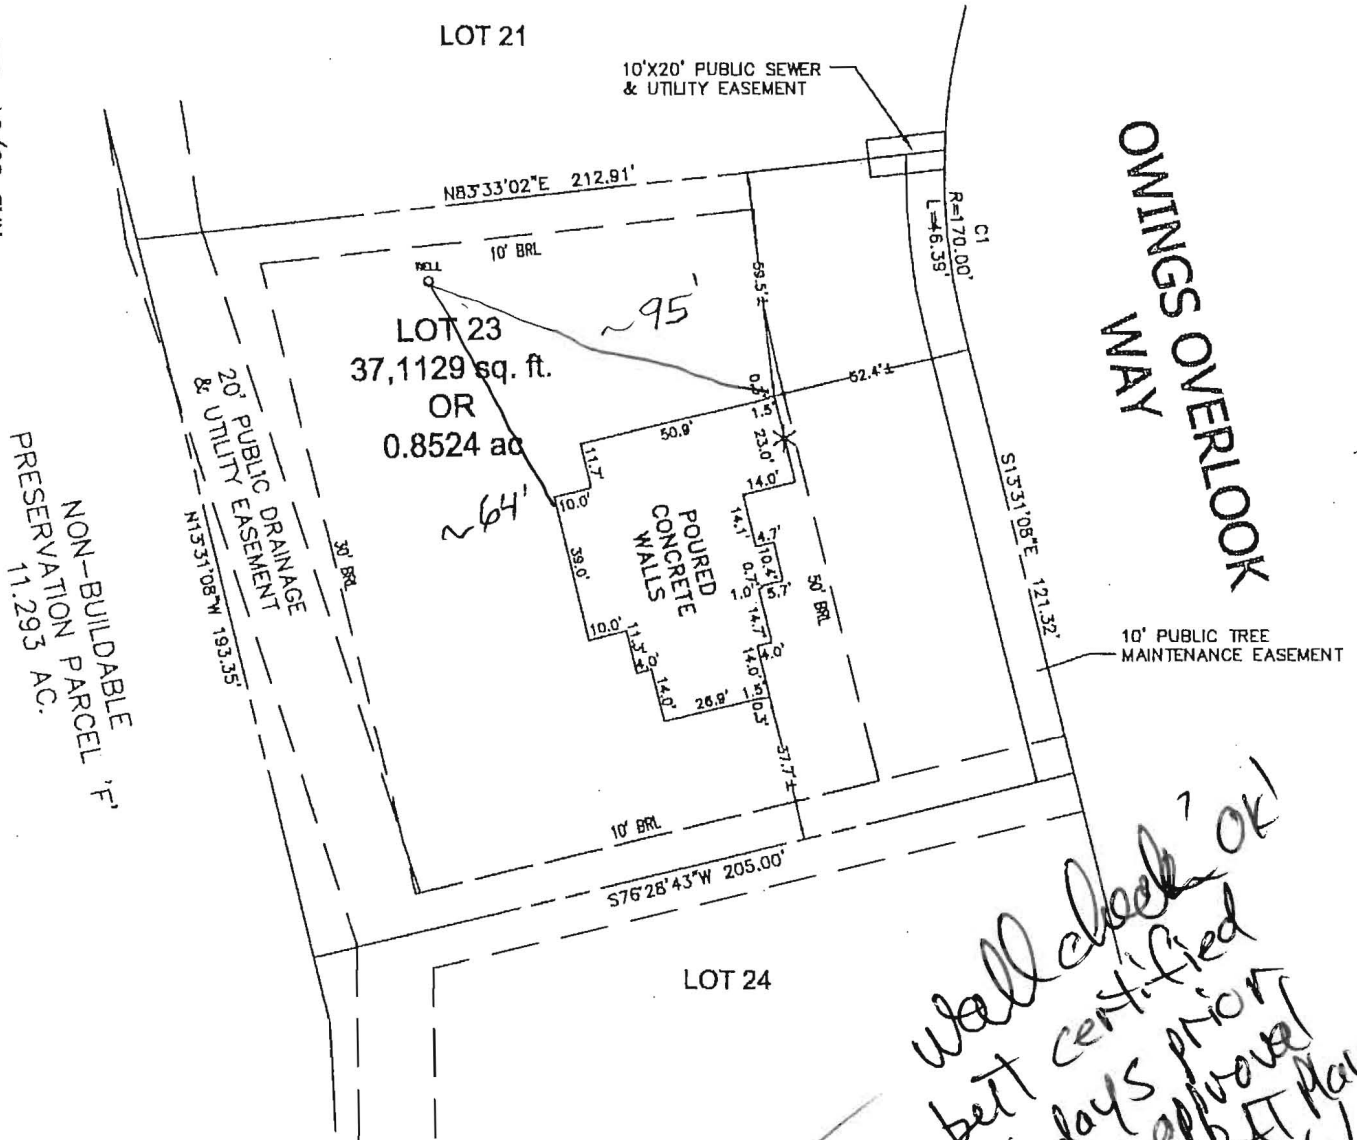 LOT 21
10'X20' PUBLIC SEWER
& UTILITY EASEMENT
OWINGS OVERLOOK
WAY
N83°33'02"E 212.91'
C1
R=170.00'
L=46.39'
10' BRL
WELL
59.5'±
~95'
LOT 23
37,1129 sq. ft.
OR
0.8524 ac
~64'
62.4'±
0.3'
1.5'
50.9'
23.0'
11.7'
14.0'
10.0'
14.1'
4.7'
10.4'
0.7'
5.7'
1.0'
POURED
CONCRETE
WALLS
39.0'
50' BRL
14.7'
4.0'
10.0'
11.3'
4.0'
14.0'
14.0'
26.9'
1.5'
0.3'
37.7'±
20' PUBLIC DRAINAGE
& UTILITY EASEMENT
30' BRL
N13°31'08"W 193.35'
NON-BUILDABLE
PRESERVATION PARCEL 'F'
11.293 AC.
S13°31'08"E 121.32'
10' PUBLIC TREE
MAINTENANCE EASEMENT
10' BRL
S76°28'43"W 205.00'
LOT 24
Wall check OK!
certified
days prior